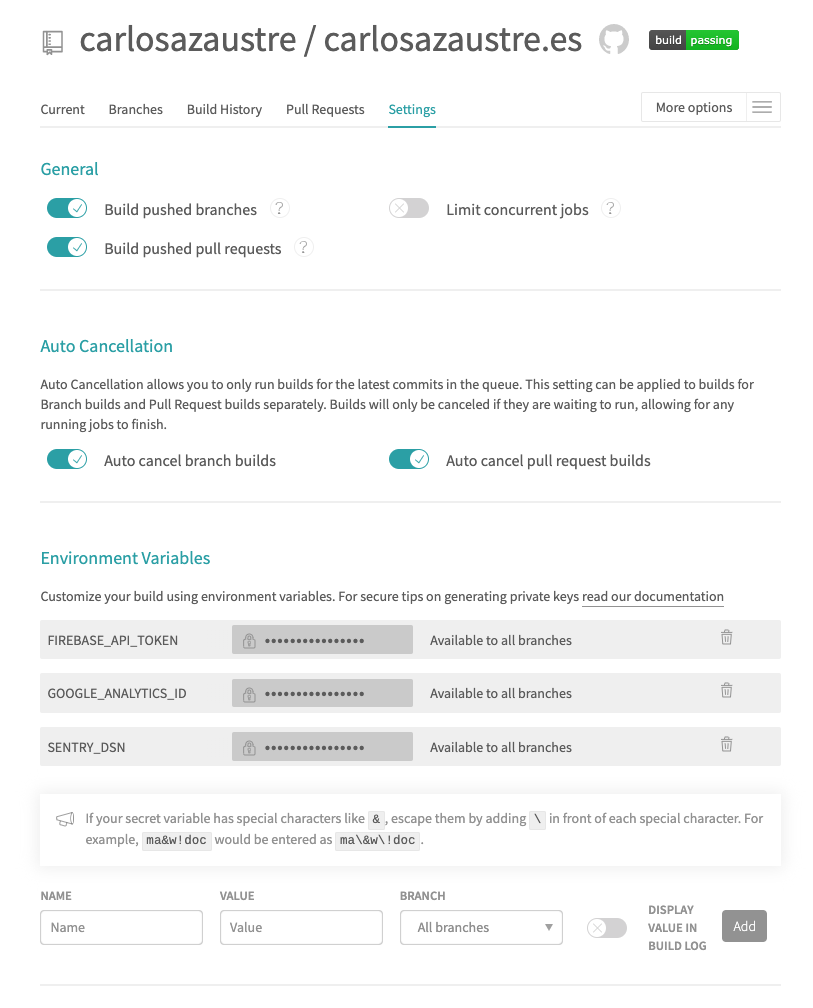 carlosazaustre / carlosazaustre.es
build passing
Current Branches Build History Pull Requests Settings More options
General
Build pushed branches ? Limit concurrent jobs ?
Build pushed pull requests ?
Auto Cancellation
Auto Cancellation allows you to only run builds for the latest commits in the queue. This setting can be applied to builds for
Branch builds and Pull Request builds separately. Builds will only be canceled if they are waiting to run, allowing for any
running jobs to finish.
Auto cancel branch builds Auto cancel pull request builds
Environment Variables
Customize your build using environment variables. For secure tips on generating private keys read our documentation
FIREBASE_API_TOKEN •••••••••••••••• Available to all branches
GOOGLE_ANALYTICS_ID •••••••••••••••• Available to all branches
SENTRY_DSN •••••••••••••••• Available to all branches
If your secret variable has special characters like &, escape them by adding \ in front of each special character. For
example, ma&w!doc would be entered as ma\&w\!doc.
NAME VALUE BRANCH
Name Value All branches
DISPLAY
VALUE IN
BUILD LOG
Add